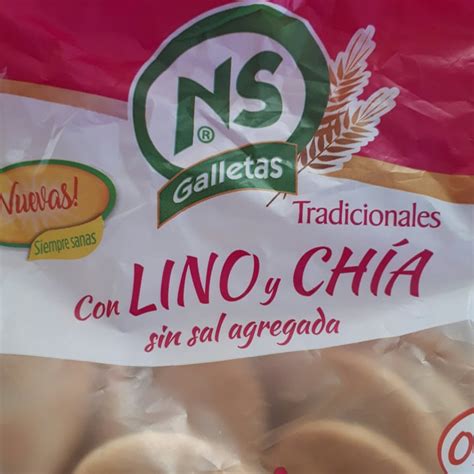 NS
®
Galletas
Nuevas!
Siempre sanas
Tradicionales
Con LINO y CHÍA
sin sal agregada